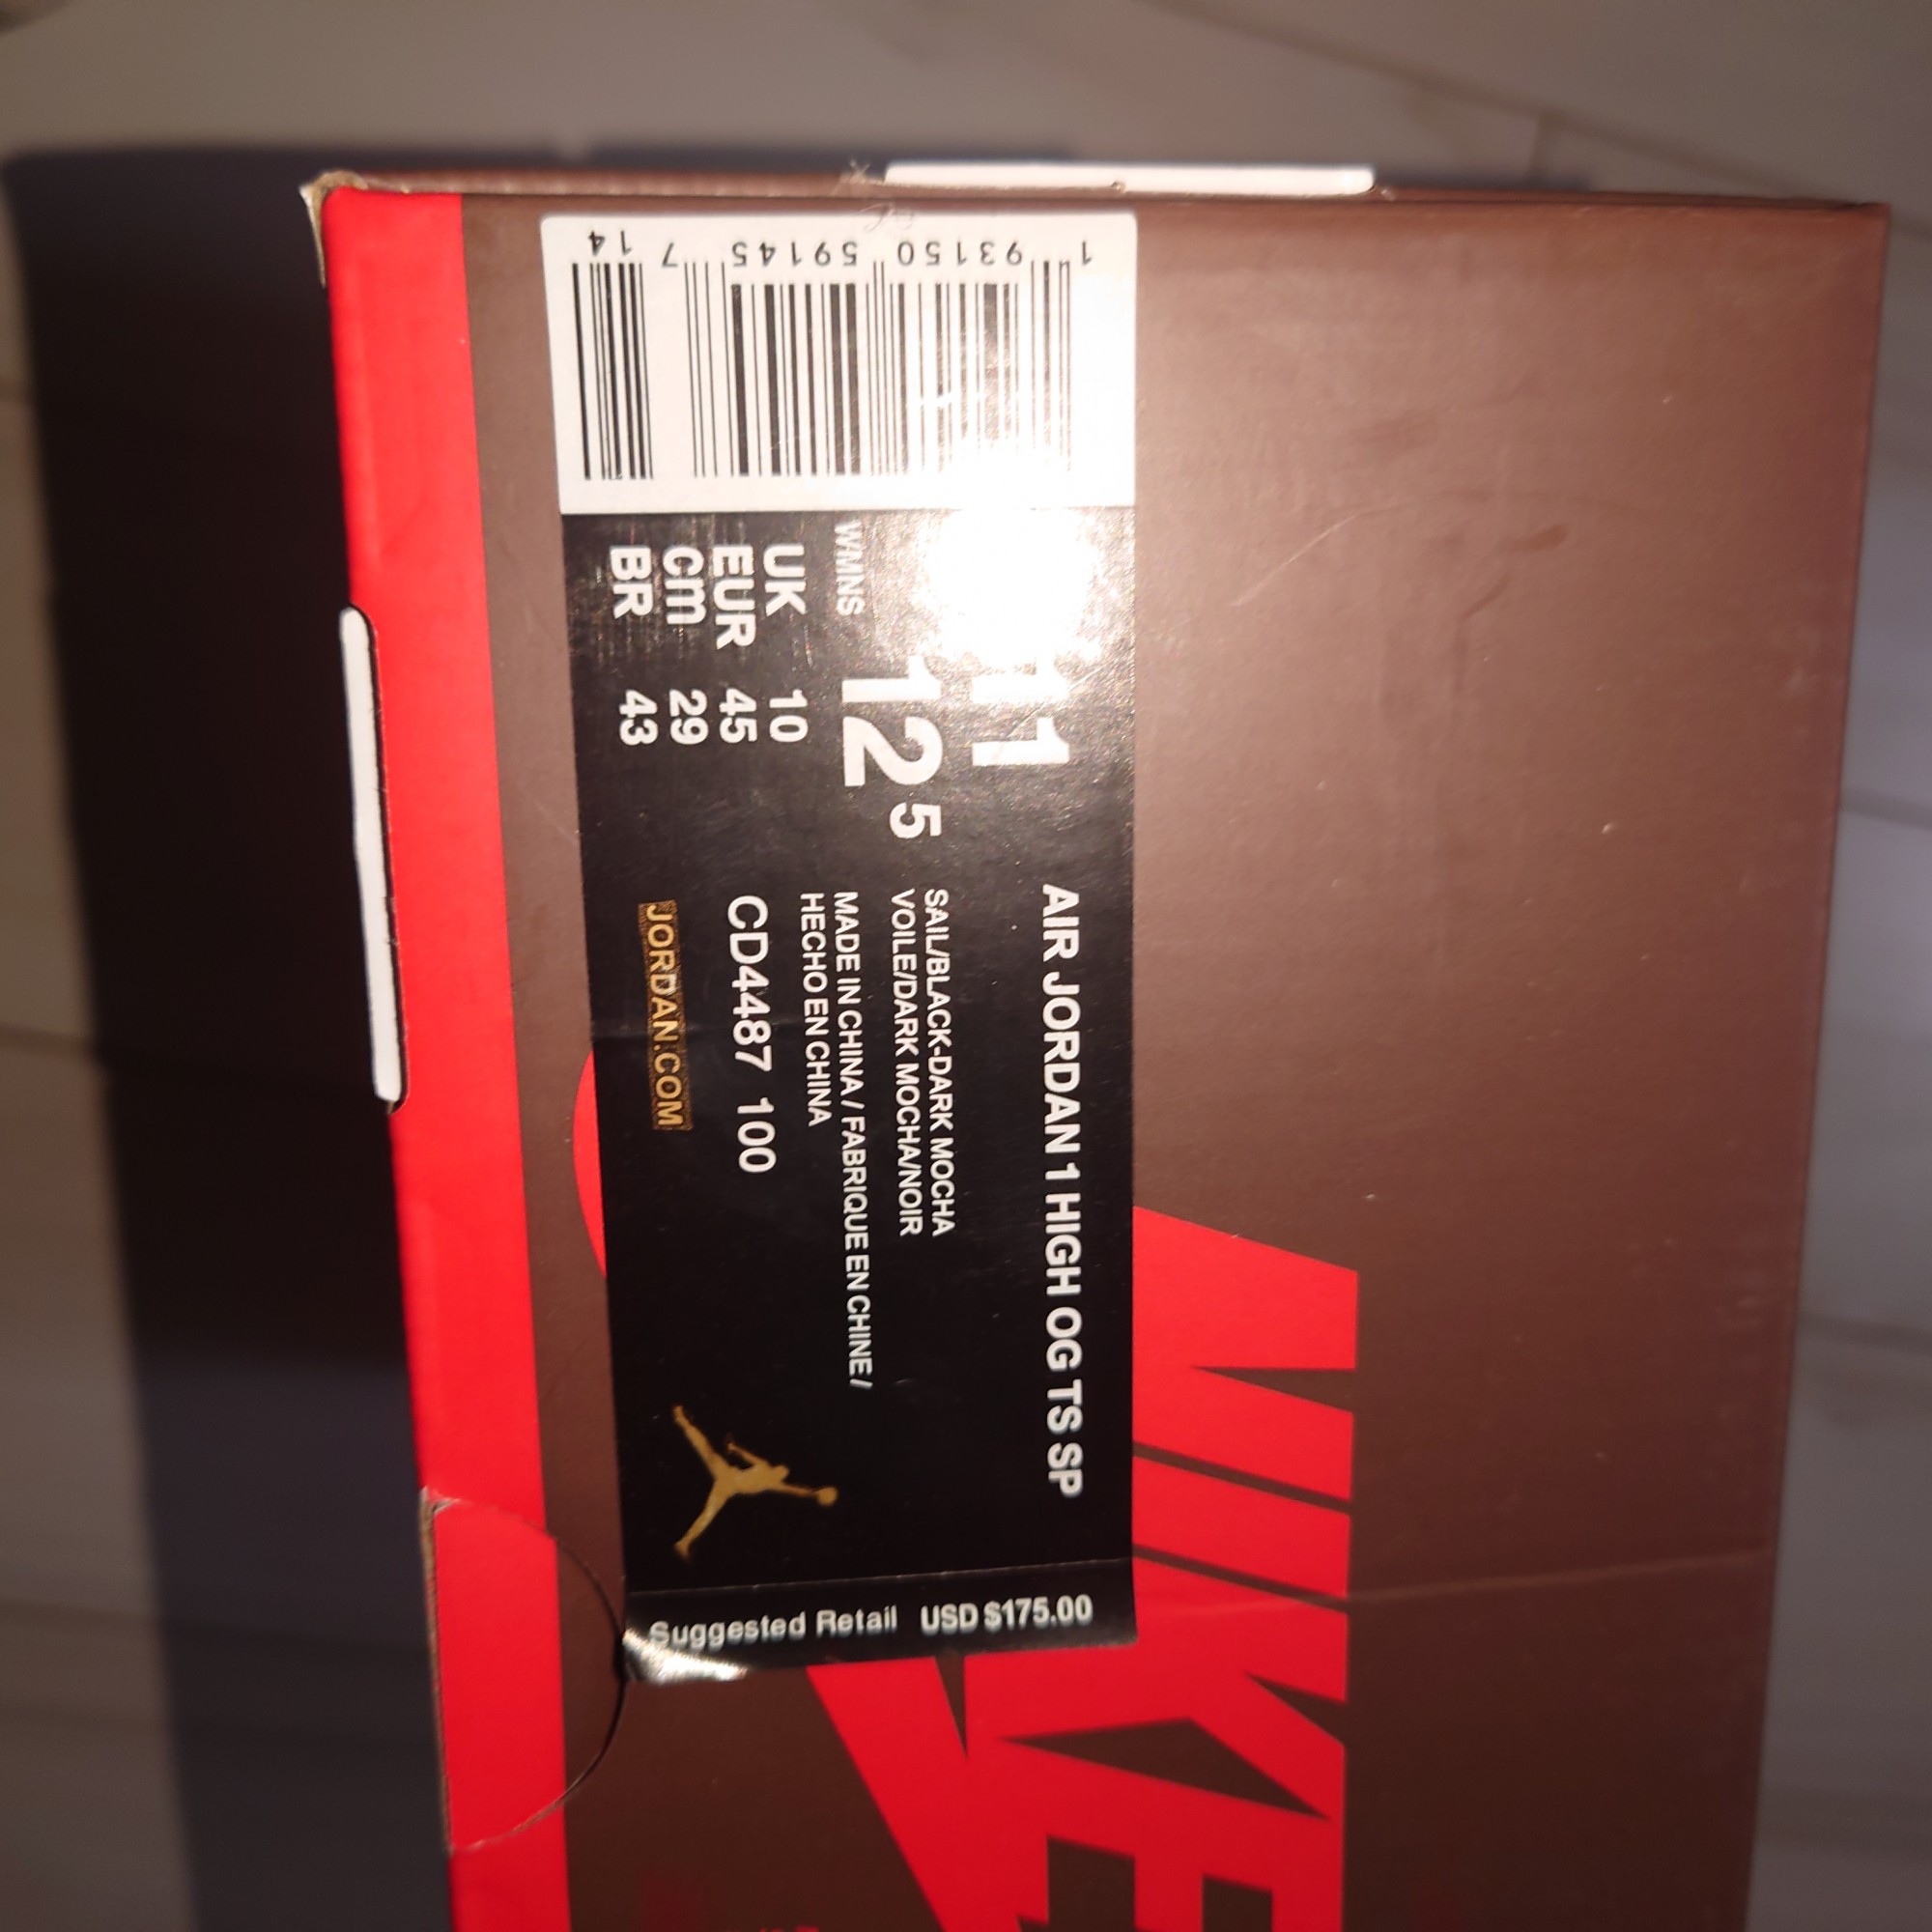 AIR JORDAN 1 HIGH OG TS SP
11
SAIL/BLACK-DARK MOCHA
VOILE/DARK MOCHA/NOIR
WMNS 12 5
MADE IN CHINA / FABRIQUE EN CHINE /
HECHO EN CHINA
UK 10
EUR 45
CD4487 100
cm 29
BR 43
JORDAN.COM
1 93150 59145 7 14
Suggested Retail USD $175.00
NIKE